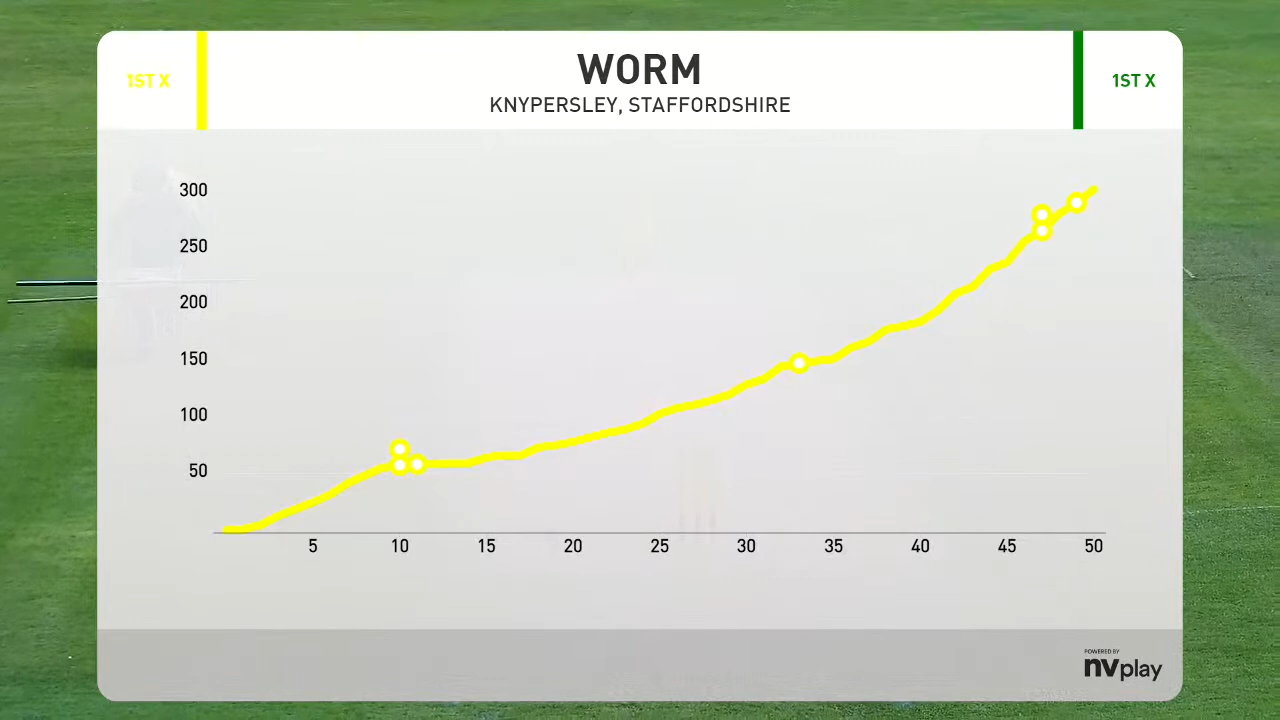 1ST X
WORM
KNYPERSLEY, STAFFORDSHIRE
1ST X
300
250
200
150
100
50
5 10 15 20 25 30 35 40 45 50
POWERED BY
nvplay